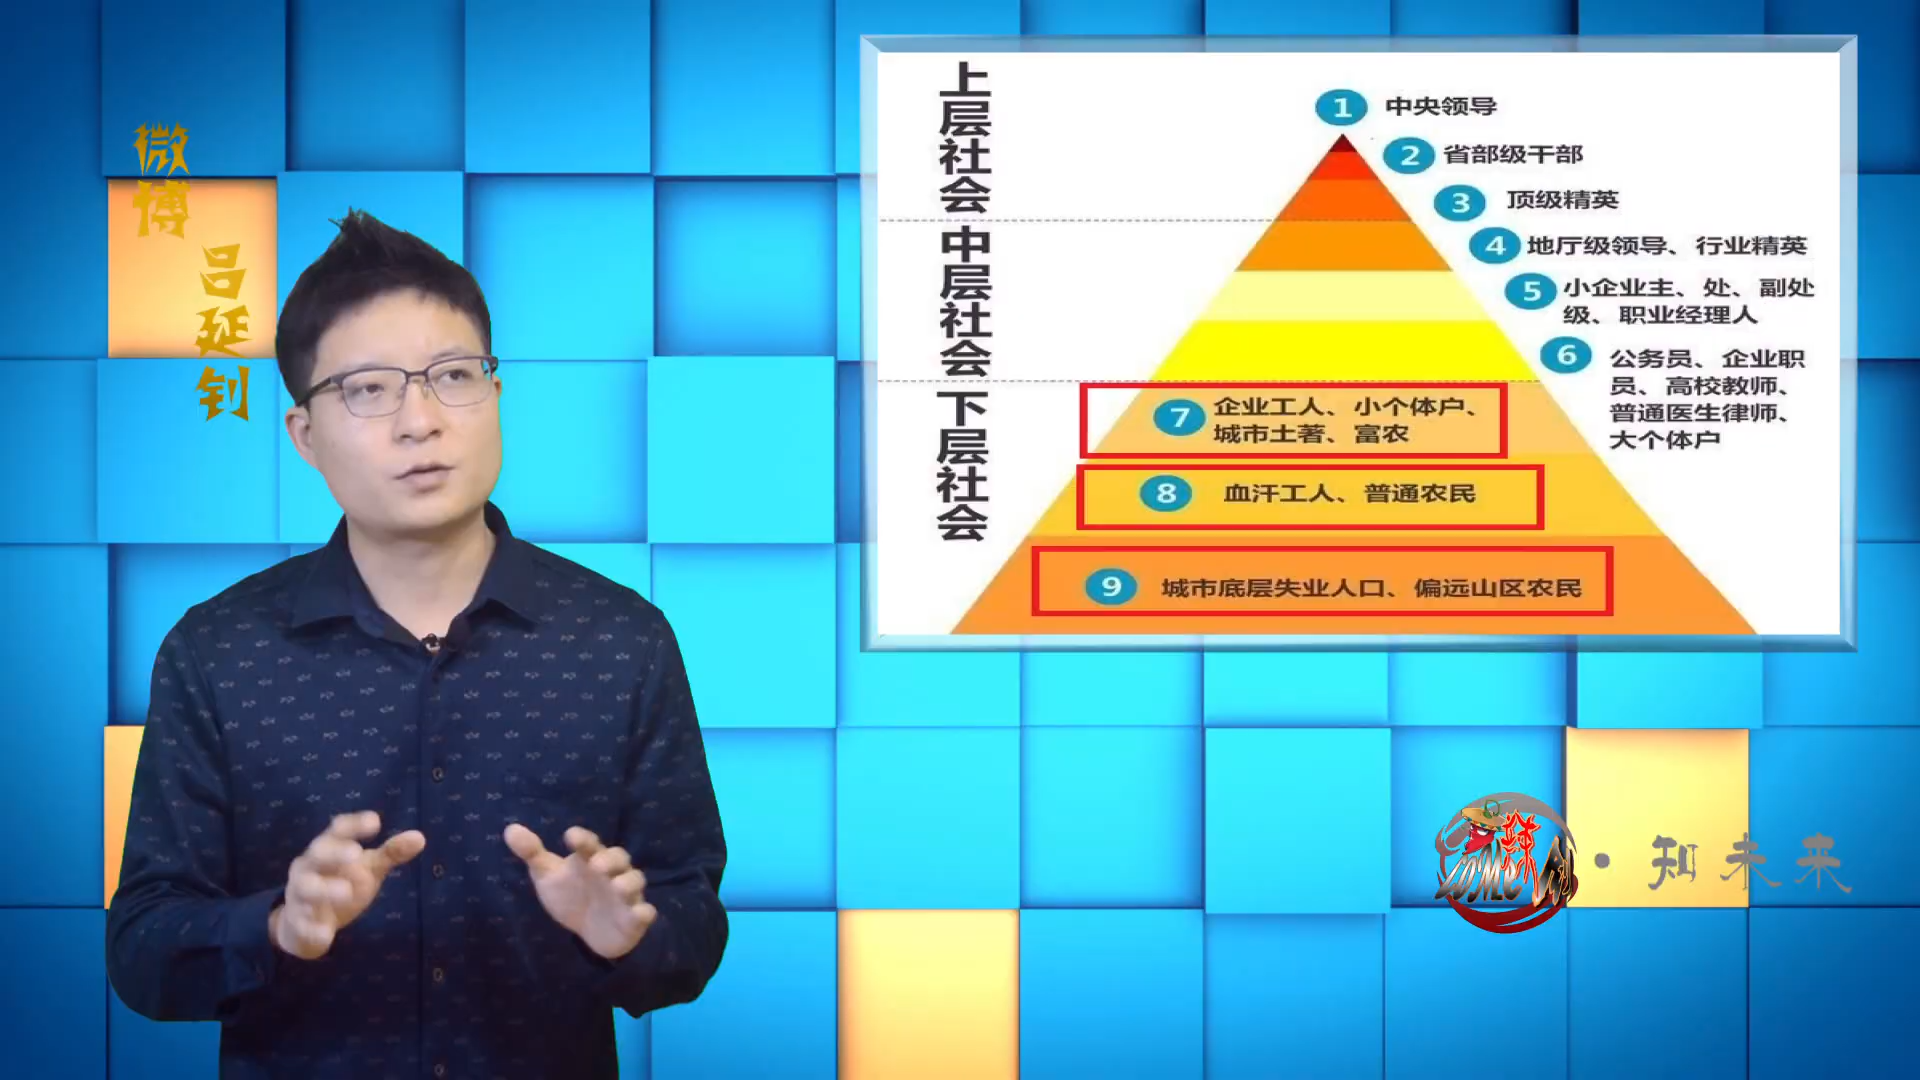 微博
吕延钊
上层社会
中层社会
下层社会
1 中央领导
2 省部级干部
3 顶级精英
4 地厅级领导、行业精英
5 小企业主、处、副处
级、职业经理人
6 公务员、企业职
员、高校教师、
普通医生律师、
大个体户
7 企业工人、小个体户、
城市土著、富农
8 血汗工人、普通农民
9 城市底层失业人口、偏远山区农民
辣
创
·知未来